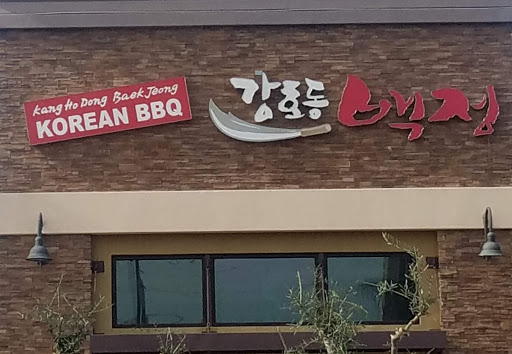 Kang Ho Dong Baek Jeong
KOREAN BBQ
강호동 백정